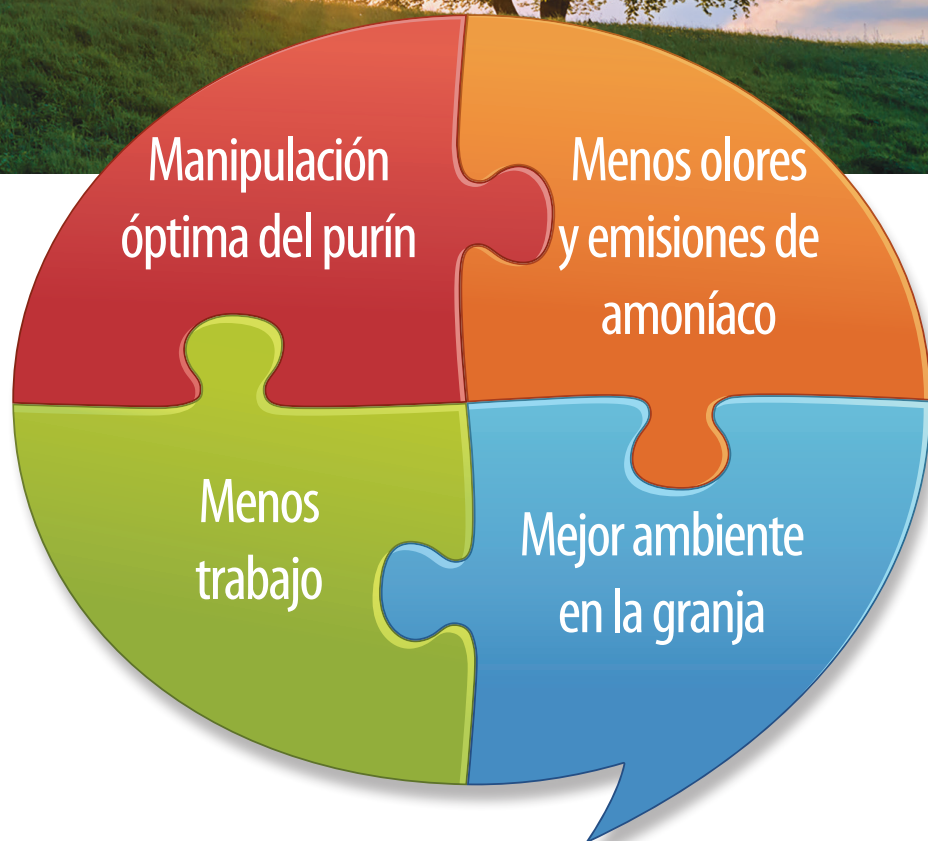 Manipulación
óptima del purín
Menos olores
y emisiones de
amoníaco
Menos
trabajo
Mejor ambiente
en la granja